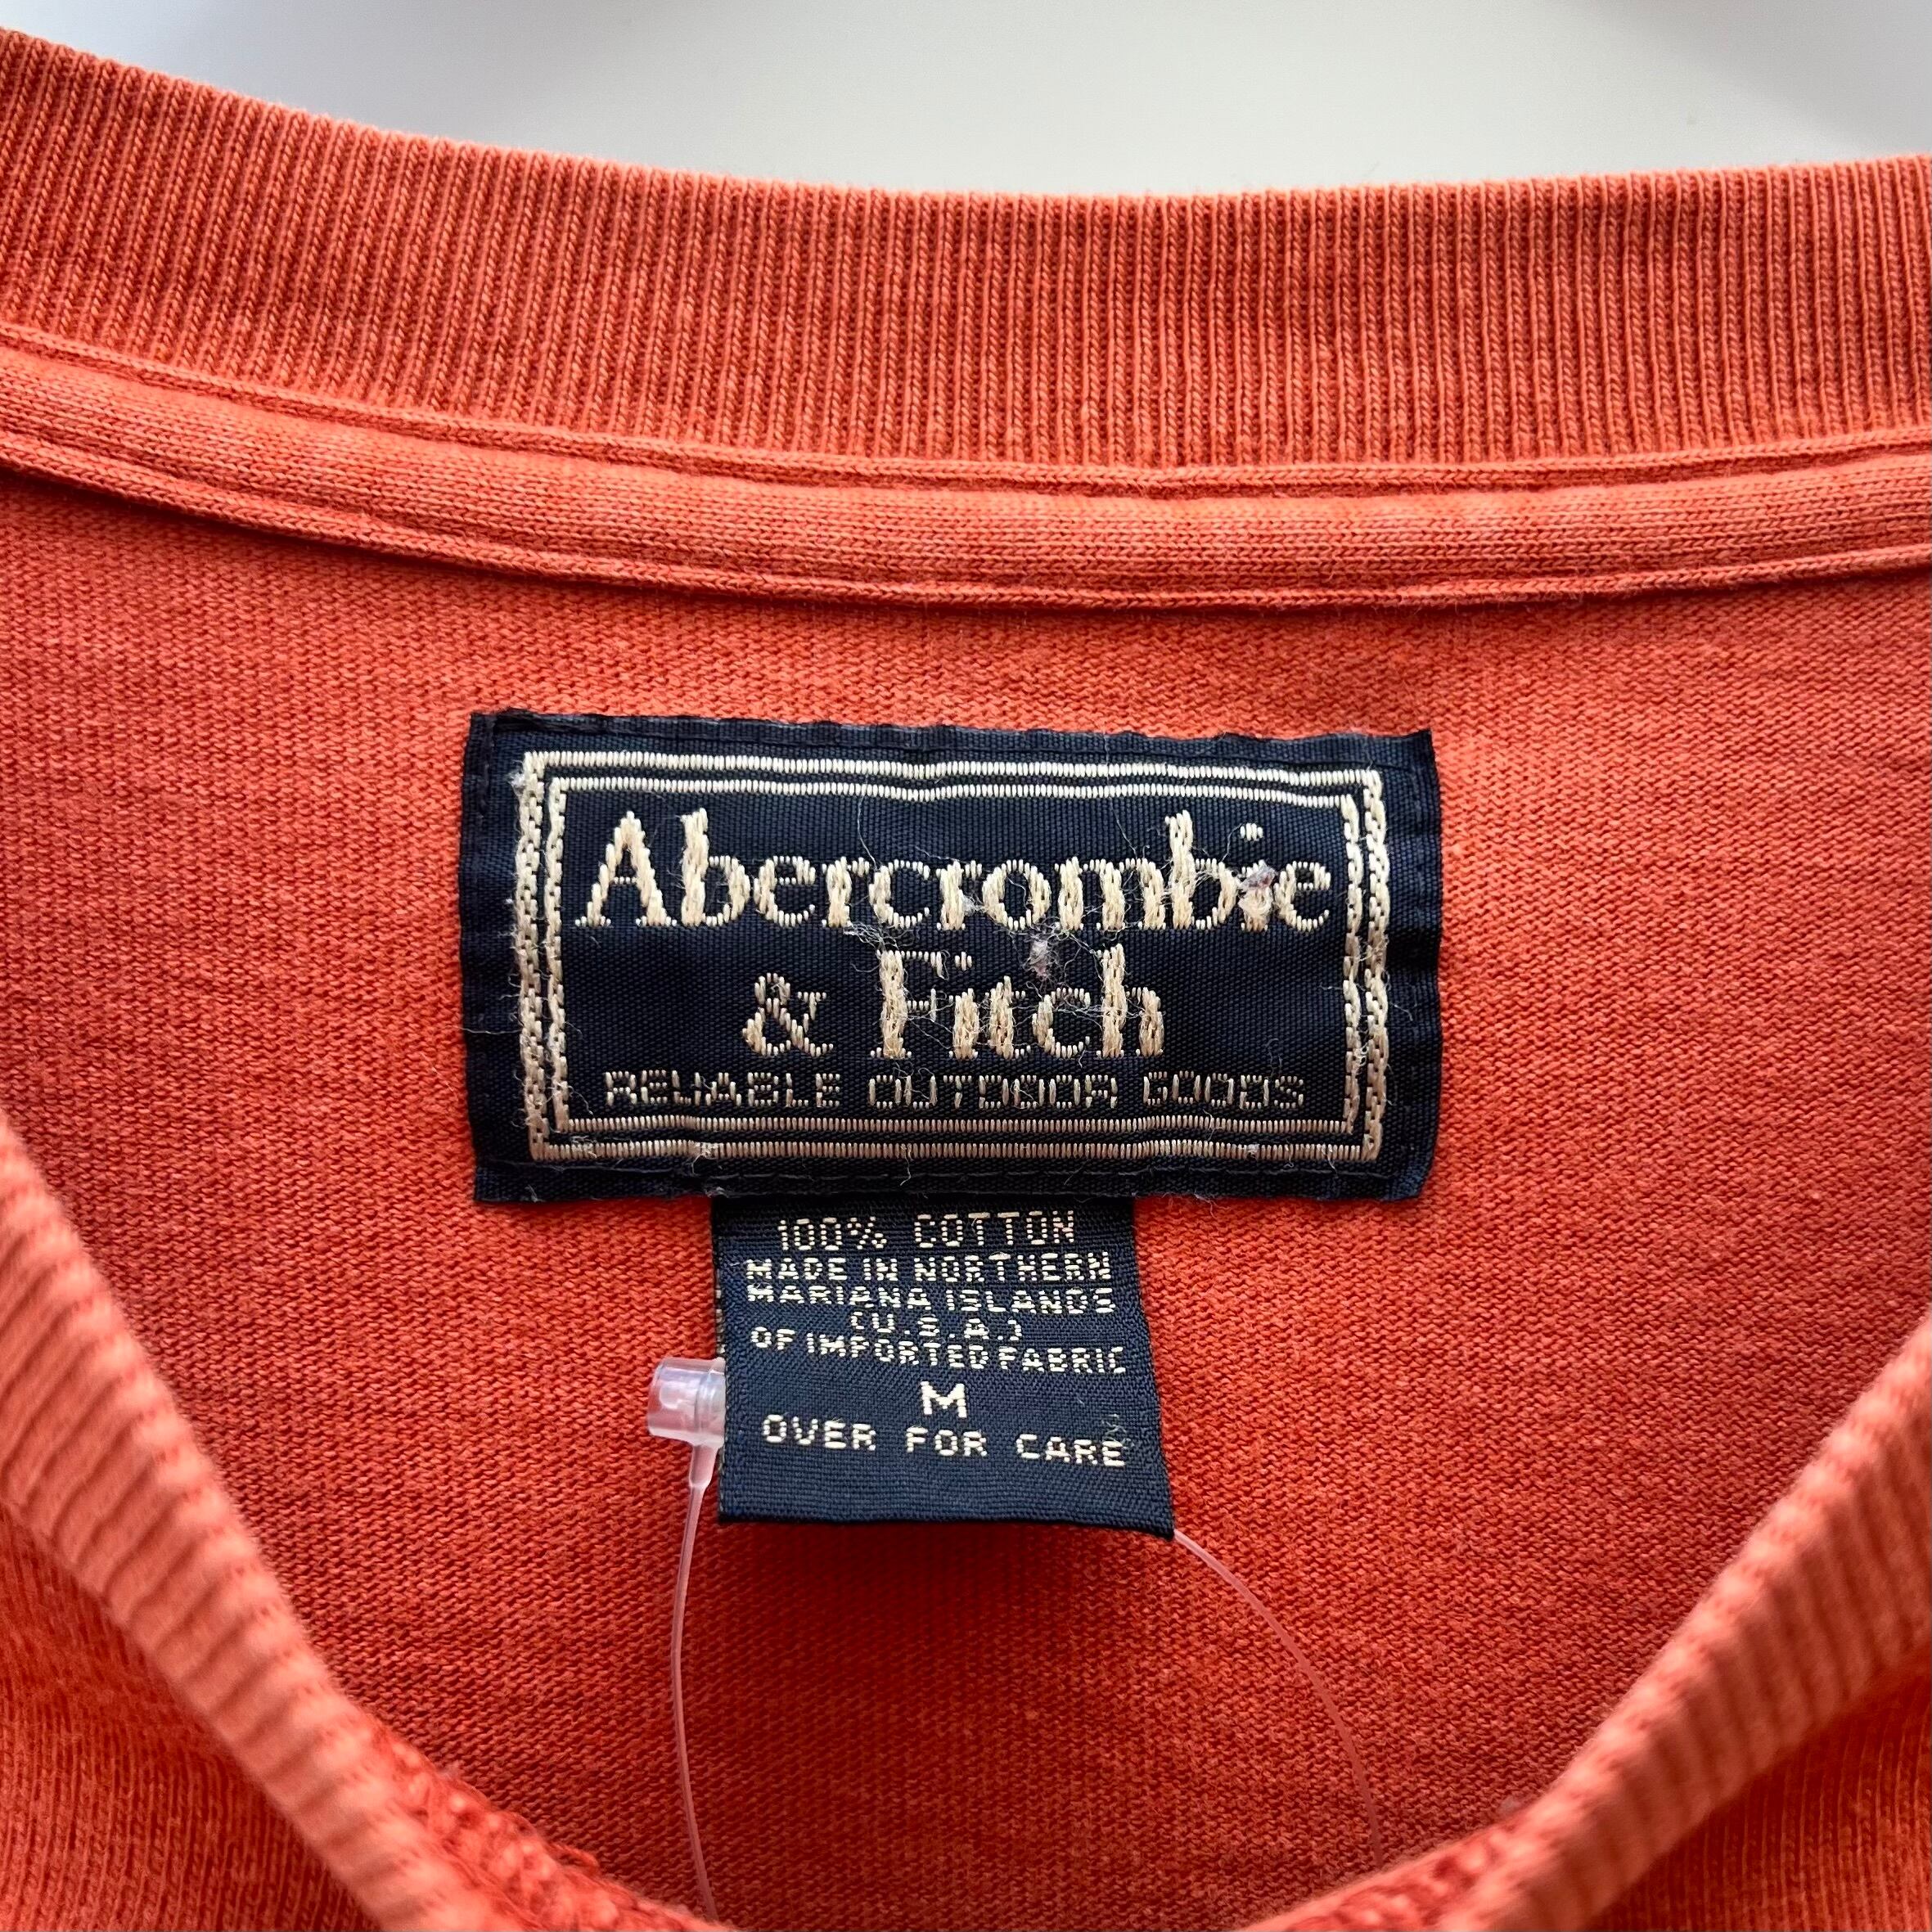 Abercrombie
& Fitch
RELIABLE OUTDOOR GOODS
100% COTTON
MADE IN NORTHERN
MARIANA ISLANDS
(U.S.A.)
OF IMPORTED FABRIC
M
OVER FOR CARE